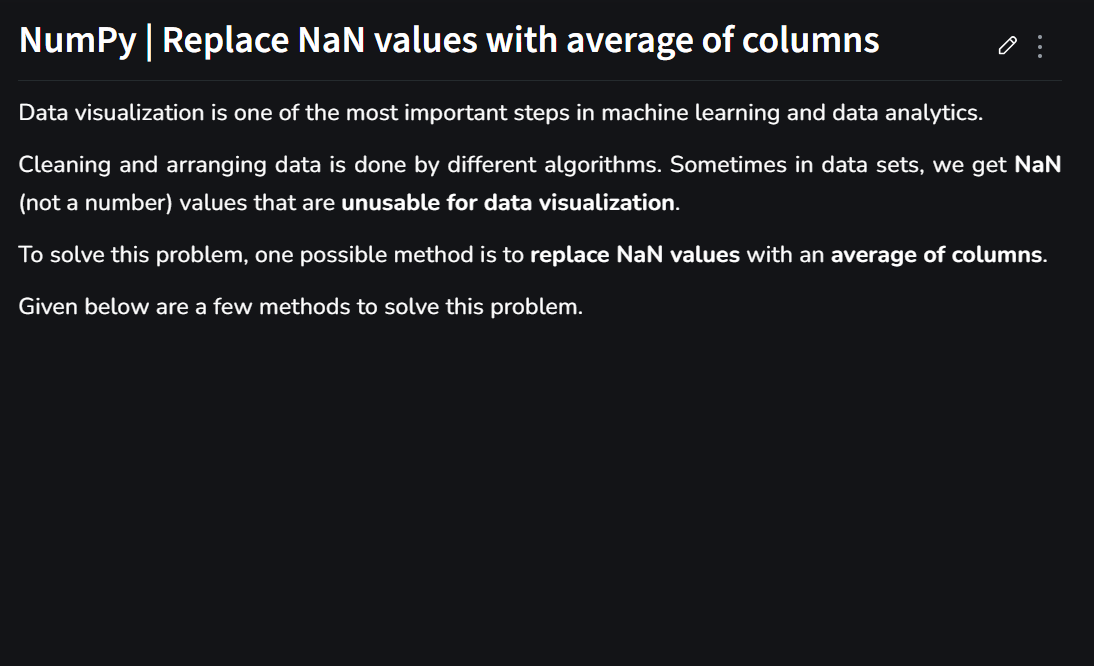 NumPy | Replace NaN values with average of columns
Data visualization is one of the most important steps in machine learning and data analytics.
Cleaning and arranging data is done by different algorithms. Sometimes in data sets, we get NaN
(not a number) values that are unusable for data visualization.
To solve this problem, one possible method is to replace NaN values with an average of columns.
Given below are a few methods to solve this problem.